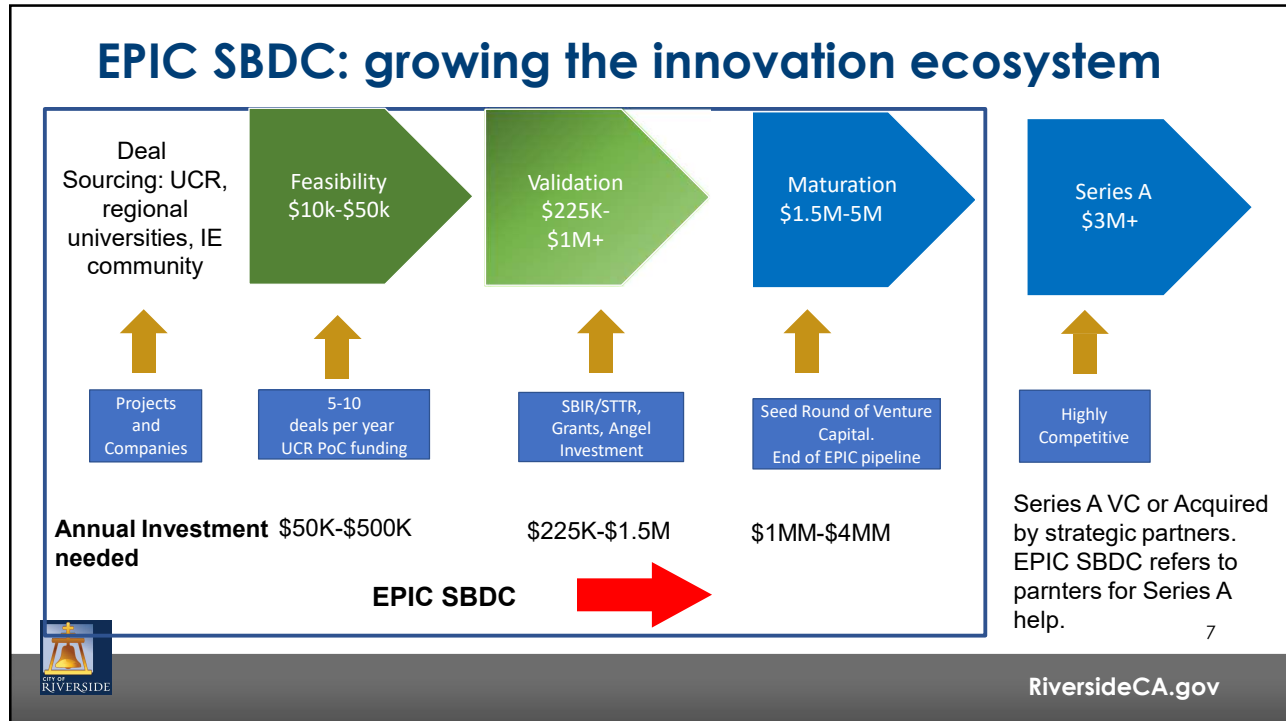 EPIC SBDC: growing the innovation ecosystem
Deal
Sourcing: UCR,
regional
universities, IE
community
Feasibility
$10k-$50k
Validation
$225K-
$1M+
Maturation
$1.5M-5M
Series A
$3M+
Projects
and
Companies
5-10
deals per year
UCR PoC funding
SBIR/STTR,
Grants, Angel
Investment
Seed Round of Venture
Capital.
End of EPIC pipeline
Highly
Competitive
Annual Investment
needed
$50K-$500K
$225K-$1.5M
$1MM-$4MM
EPIC SBDC
Series A VC or Acquired
by strategic partners.
EPIC SBDC refers to
parnters for Series A
help.
7
CITY OF
RIVERSIDE
RiversideCA.gov